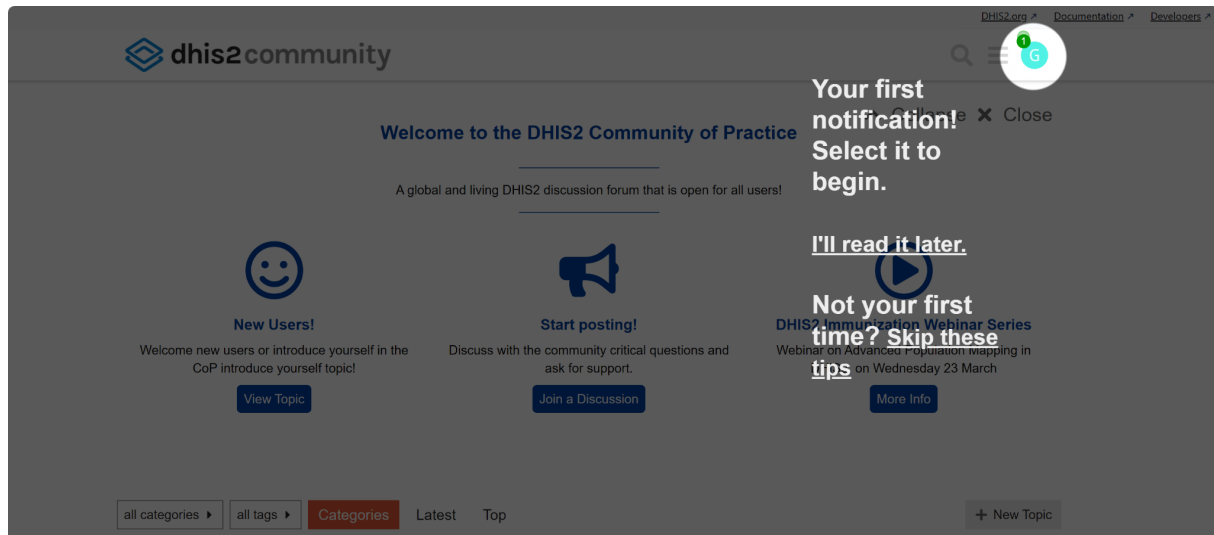 DHIS2.org Documentation Developers
dhis2community
1
G
Your first
notification!
Select it to
begin.
I'll read it later.
Not your first
time? Skip these
tips
Collapse Close
Welcome to the DHIS2 Community of Practice
A global and living DHIS2 discussion forum that is open for all users!
New Users!
Welcome new users or introduce yourself in the
CoP introduce yourself topic!
View Topic
Start posting!
Discuss with the community critical questions and
ask for support.
Join a Discussion
DHIS2 Immunization Webinar Series
Webinar on Advanced Population Mapping in
on Wednesday 23 March
More Info
all categories all tags Categories Latest Top
+ New Topic